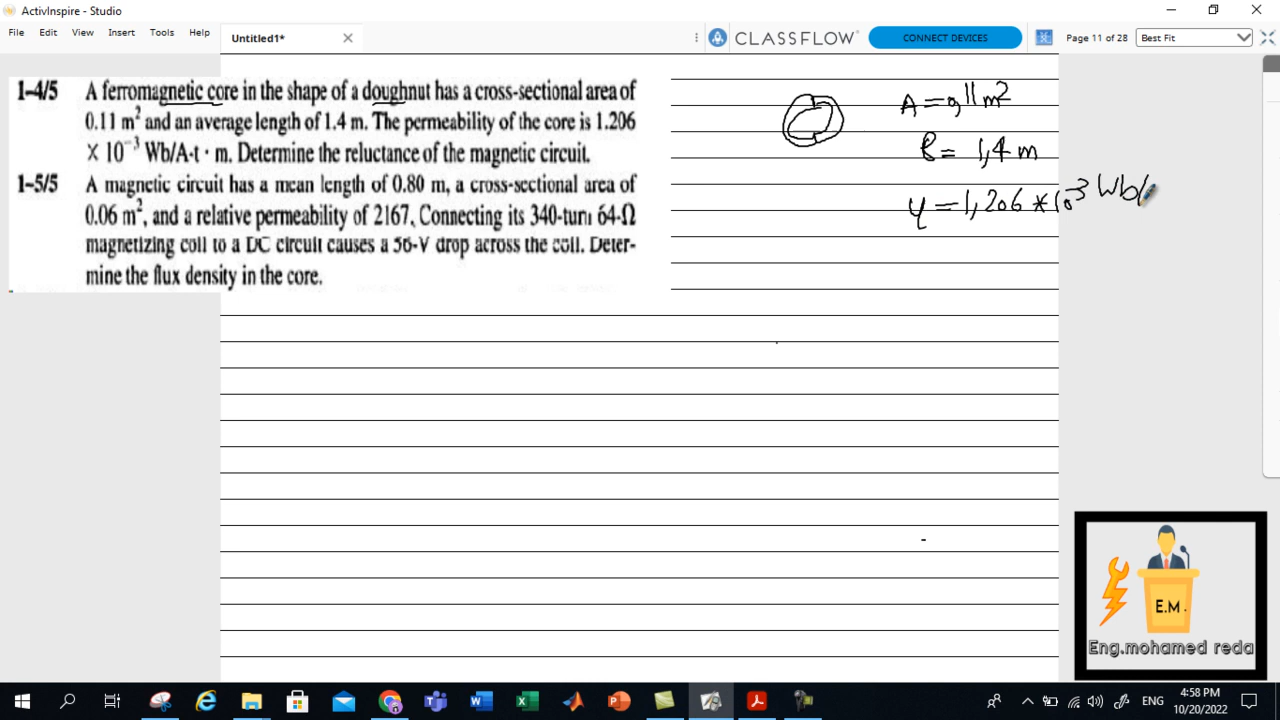 ActivInspire - Studio
File Edit View Insert Tools Help
Untitled1*
CLASSFLOW
CONNECT DEVICES
Page 11 of 28
Best Fit
1-4/5 A ferromagnetic core in the shape of a doughnut has a cross-sectional area of
0.11 m² and an average length of 1.4 m. The permeability of the core is 1.206
× 10⁻³ Wb/A-t · m. Determine the reluctance of the magnetic circuit.
1-5/5 A magnetic circuit has a mean length of 0.80 m, a cross-sectional area of
0.06 m², and a relative permeability of 2167. Connecting its 340-turn 64-Ω
magnetizing coil to a DC circuit causes a 56-V drop across the coil. Deter-
mine the flux density in the core.
A = 0,11 m²
l = 1,4 m
μ = 1,206 * 10⁻³ Wb/
E.M.
Eng.mohamed reda
ENG
4:58 PM
10/20/2022